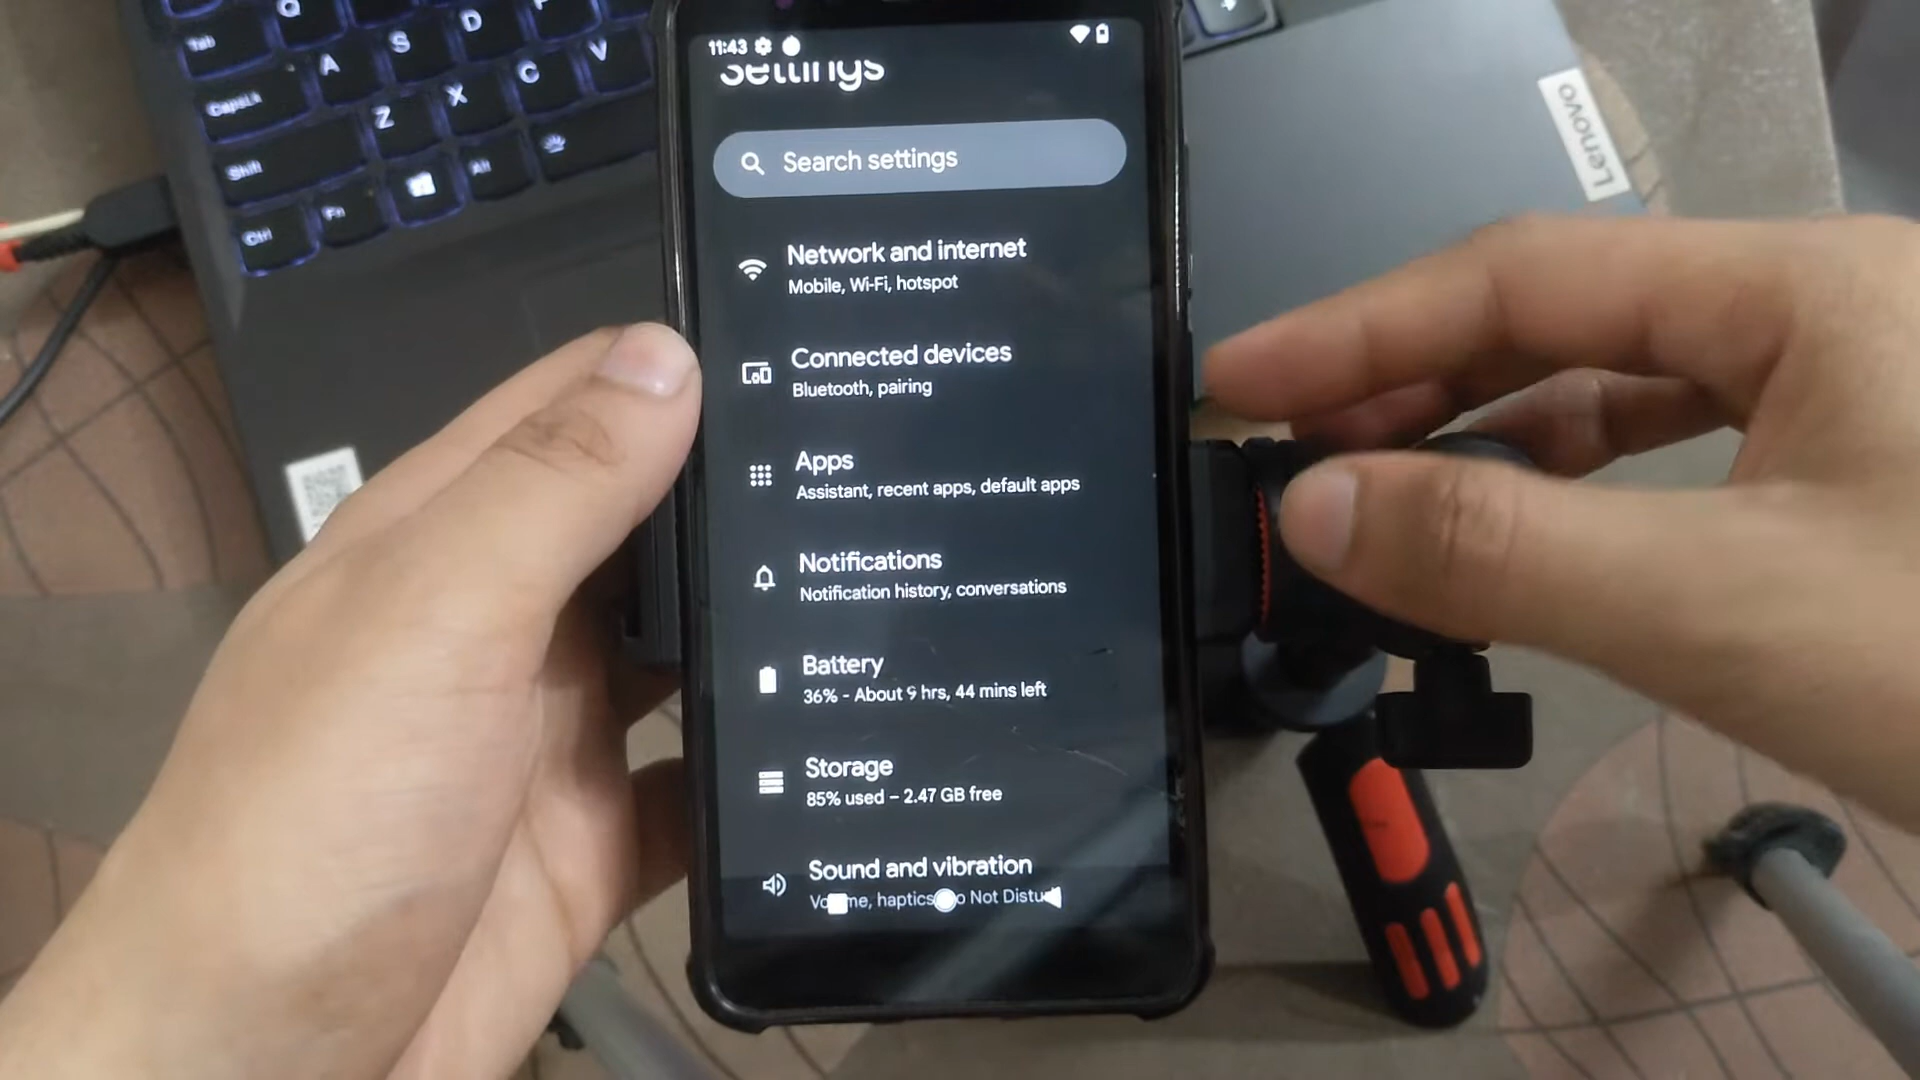 Q
D
Tab
A
S
C
V
CapsLk
Z
X
Shift
Alt
Ctrl
Fn
Lenovo
11:43
Settings
Search settings
Network and internet
Mobile, Wi-Fi, hotspot
Connected devices
Bluetooth, pairing
Apps
Assistant, recent apps, default apps
Notifications
Notification history, conversations
Battery
36% - About 9 hrs, 44 mins left
Storage
85% used – 2.47 GB free
Sound and vibration
haptics
Not